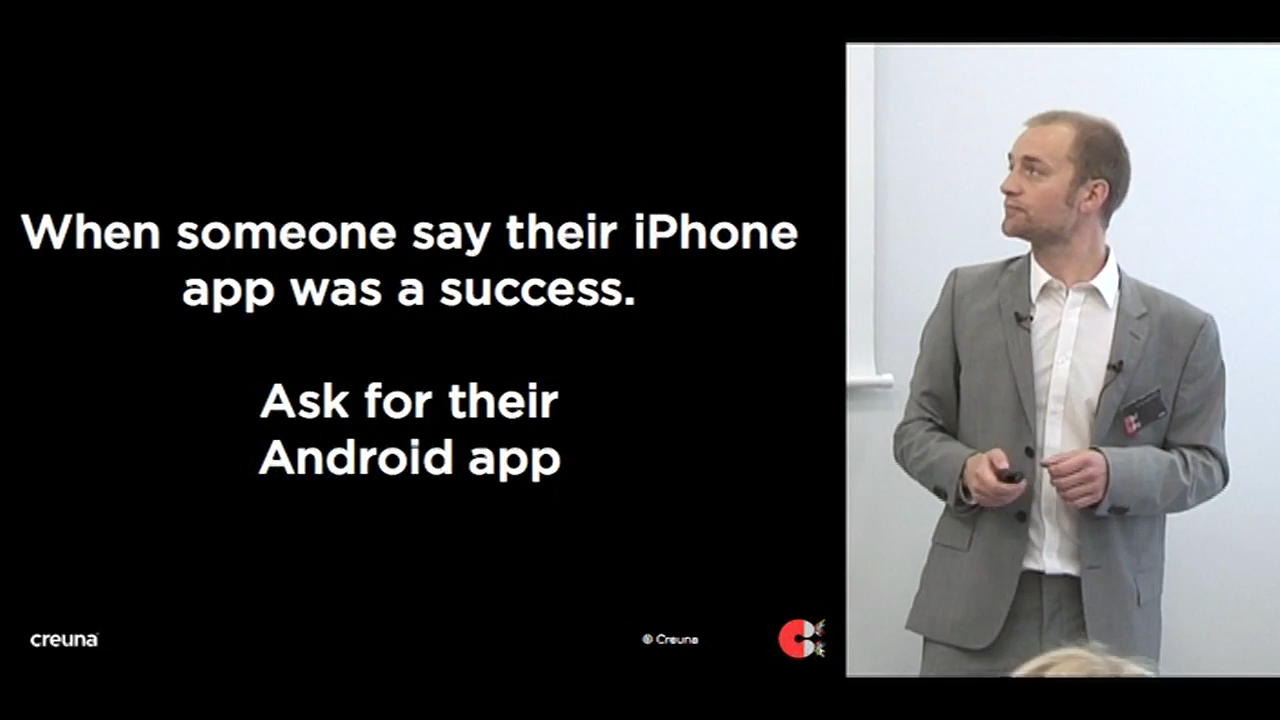 When someone say their iPhone
app was a success.
Ask for their
Android app
creuna
© Creuna